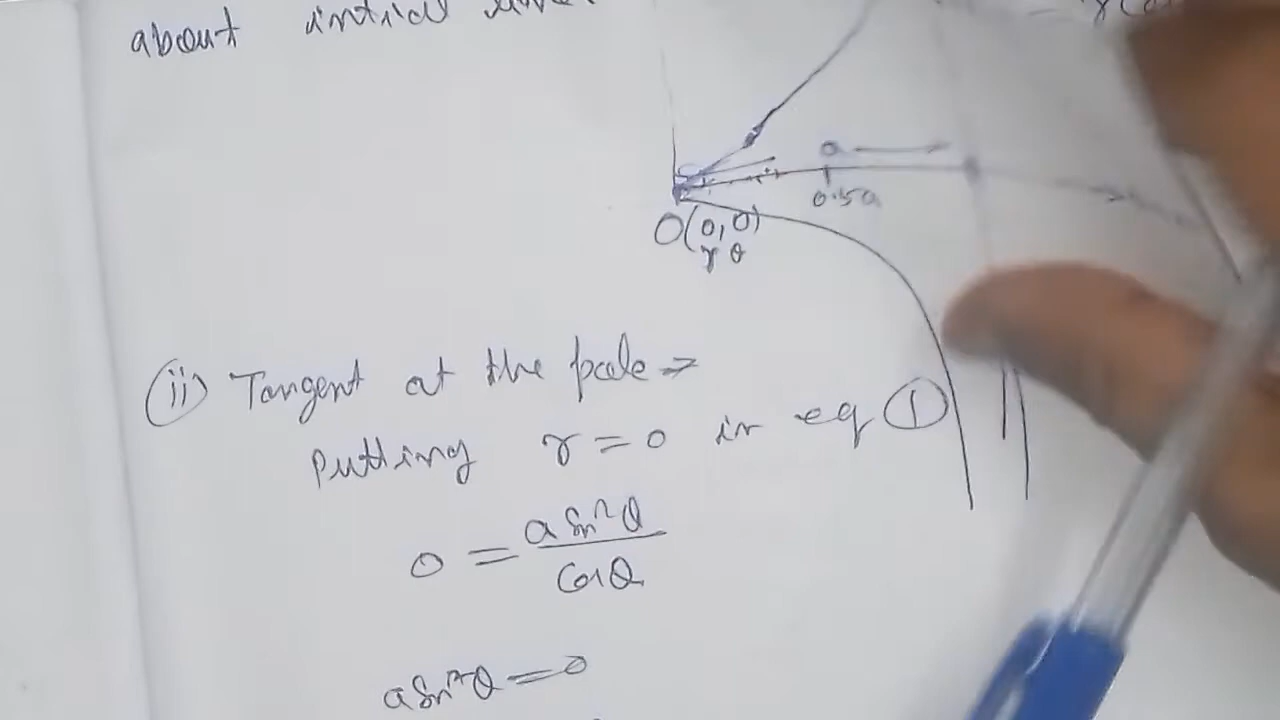 about
a
0.5a
O(0, 0)
r θ
(ii) Tangent at the pole ⇒
Putting r = 0 in eq ①
0 = a Sin²θ / Cosθ
a Sin²θ = 0